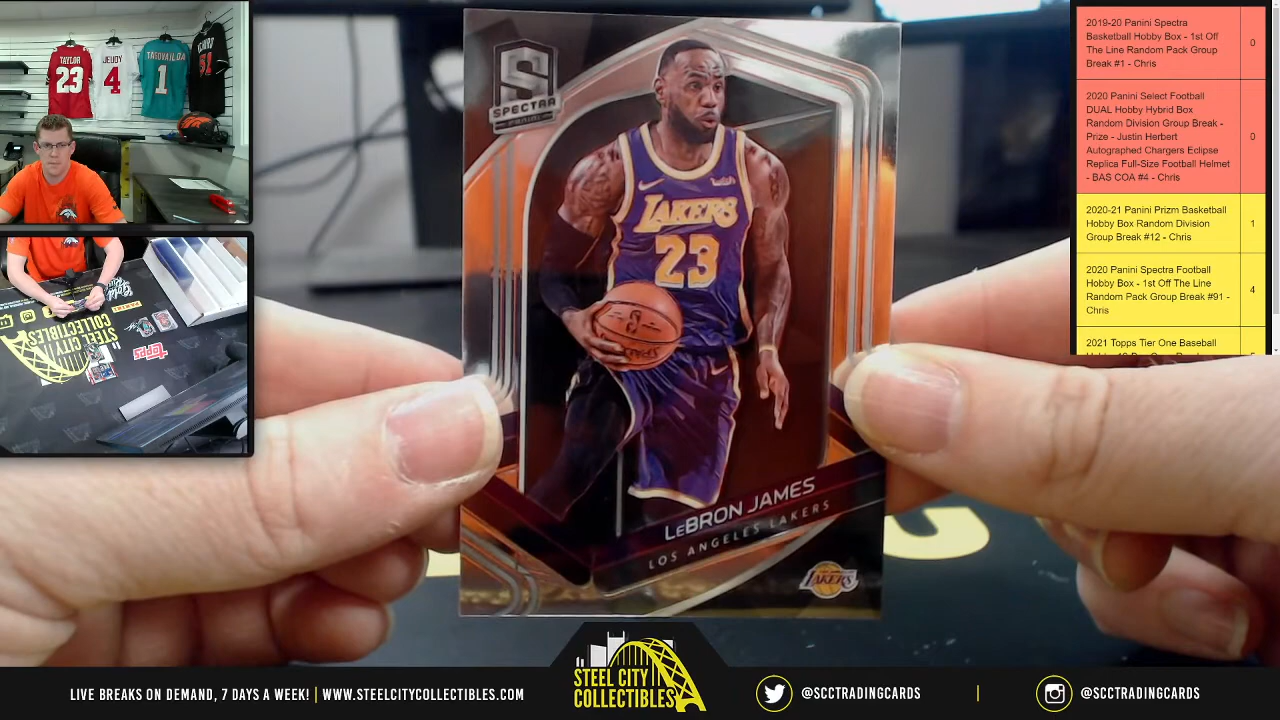 TAYLOR
23
JEUDY
4
TAGOVAILOA
1
51
S
SPECTRA
PANINI
wish
LAKERS
23
LeBRON JAMES
LOS ANGELES LAKERS
LAKERS
STEEL CITY
COLLECTIBLES
topps
PANINI
2019-20 Panini Spectra
Basketball Hobby Box - 1st Off
The Line Random Pack Group
Break #1 - Chris
0
2020 Panini Select Football
DUAL Hobby Hybrid Box
Random Division Group Break -
Prize - Justin Herbert
Autographed Chargers Eclipse
Replica Full-Size Football Helmet
- BAS COA #4 - Chris
0
2020-21 Panini Prizm Basketball
Hobby Box Random Division
Group Break #12 - Chris
1
2020 Panini Spectra Football
Hobby Box - 1st Off The Line
Random Pack Group Break #91 -
Chris
4
2021 Topps Tier One Baseball
LIVE BREAKS ON DEMAND, 7 DAYS A WEEK! | WWW.STEELCITYCOLLECTIBLES.COM
STEEL CITY
COLLECTIBLES
@SCCTRADINGCARDS
|
@SCCTRADINGCARDS